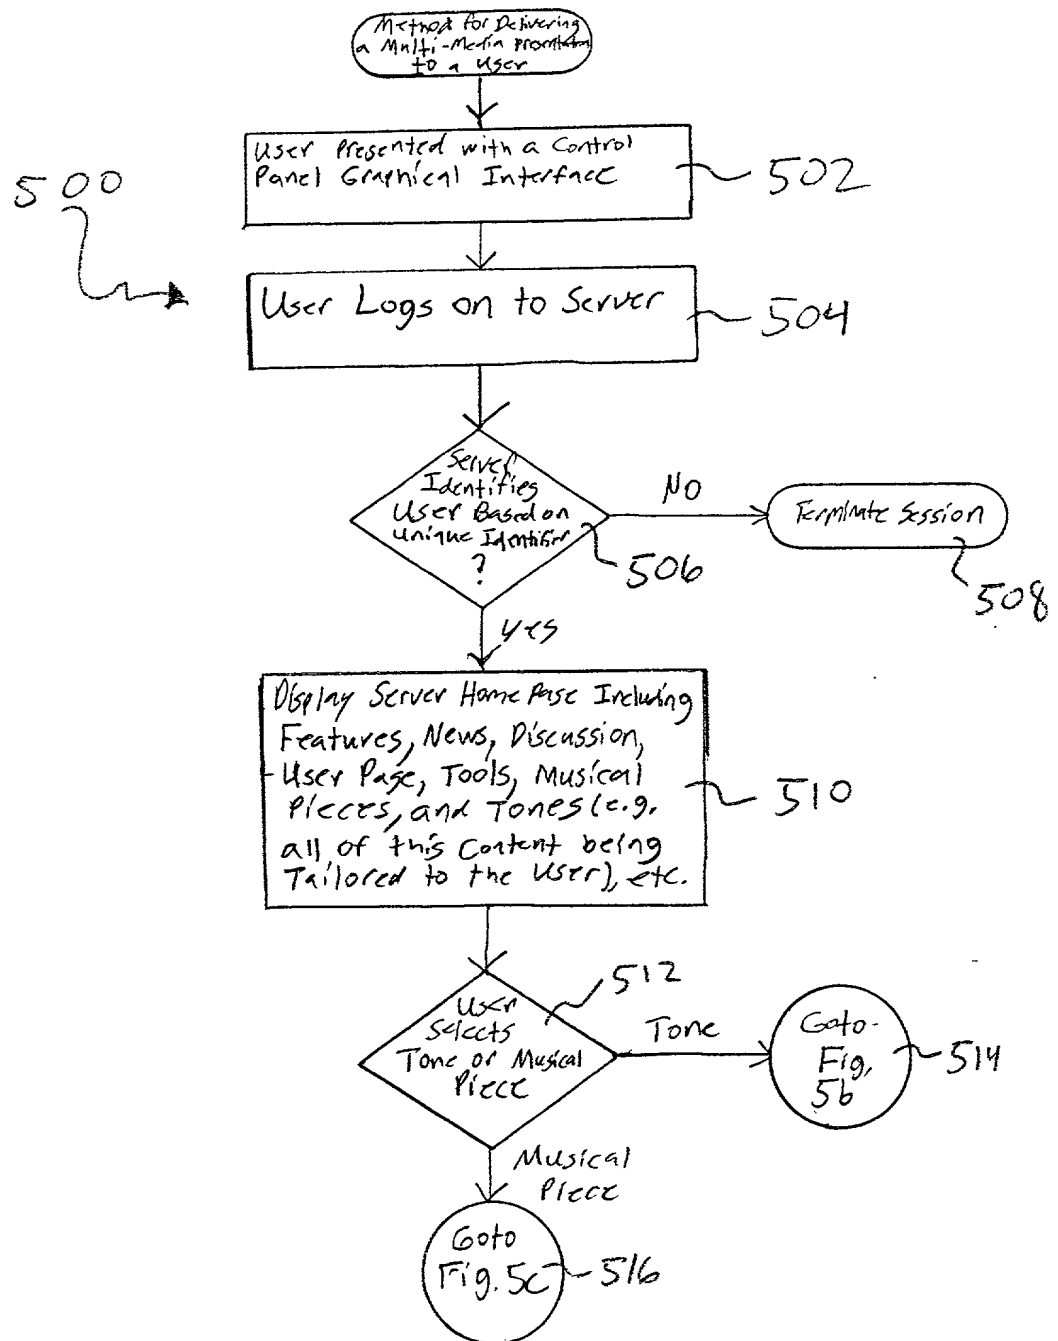 Method for Delivering
a Multi-Media presentation
to a User
User Presented with a Control
Panel Graphical Interface
502
500
User Logs on to Server
504
Server
Identifies
User Based on
Unique Identifier
?
506
No
Terminate Session
508
yes
Display Server Home Page Including
Features, News, Discussion,
User Page, Tools, Musical
Pieces, and Tones (e.g.
all of this Content being
Tailored to the User), etc.
510
512
User
Selects
Tone or Musical
Piece
Tone
Goto
Fig.
5b
514
Musical
Piece
Goto
Fig. 5c
516